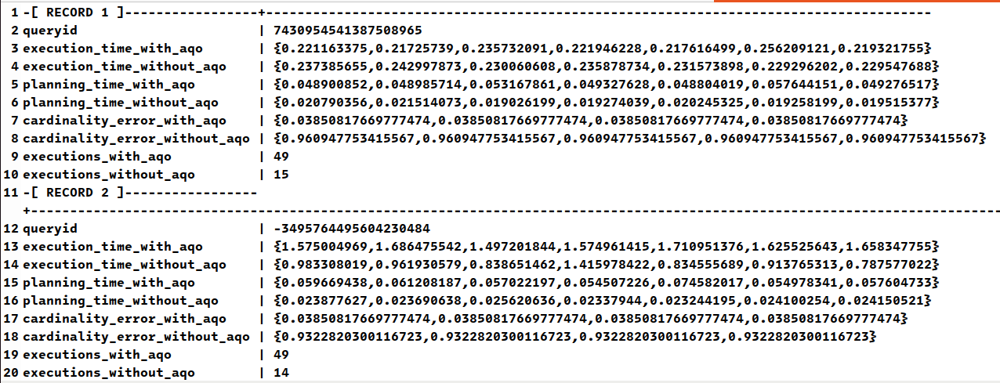 1 -[ RECORD 1 ]-----------------+-------------------------------------------------------------------------------------
2 queryid                       | 7430954541387508965
3 execution_time_with_aqo       | {0.221163375,0.21725739,0.235732091,0.221946228,0.217616499,0.256209121,0.219321755}
4 execution_time_without_aqo    | {0.237385655,0.242997873,0.230060608,0.235878734,0.231573898,0.229296202,0.229547688}
5 planning_time_with_aqo        | {0.048900852,0.048985714,0.053167861,0.049327628,0.048804019,0.057644151,0.049276517}
6 planning_time_without_aqo     | {0.020790356,0.021514073,0.019026199,0.019274039,0.020245325,0.019258199,0.019515377}
7 cardinality_error_with_aqo    | {0.03850817669777474,0.03850817669777474,0.03850817669777474,0.03850817669777474}
8 cardinality_error_without_aqo | {0.960947753415567,0.960947753415567,0.960947753415567,0.960947753415567,0.960947753415567}
9 executions_with_aqo           | 49
10 executions_without_aqo        | 15
11 -[ RECORD 2 ]-----------------
+---------------------------------------------------------------------------------------------------------------------------
12 queryid                       | -3495764495604230484
13 execution_time_with_aqo       | {1.575004969,1.686475542,1.497201844,1.574961415,1.710951376,1.625525643,1.658347755}
14 execution_time_without_aqo    | {0.983308019,0.961930579,0.838651462,1.415978422,0.834555689,0.913765313,0.787577022}
15 planning_time_with_aqo        | {0.059669438,0.061208187,0.057022197,0.054507226,0.074582017,0.054978341,0.057604733}
16 planning_time_without_aqo     | {0.023877627,0.023690638,0.025620636,0.02337944,0.023244195,0.024100254,0.024150521}
17 cardinality_error_with_aqo    | {0.03850817669777474,0.03850817669777474,0.03850817669777474,0.03850817669777474}
18 cardinality_error_without_aqo | {0.9322820300116723,0.9322820300116723,0.9322820300116723,0.9322820300116723}
19 executions_with_aqo           | 49
20 executions_without_aqo        | 14